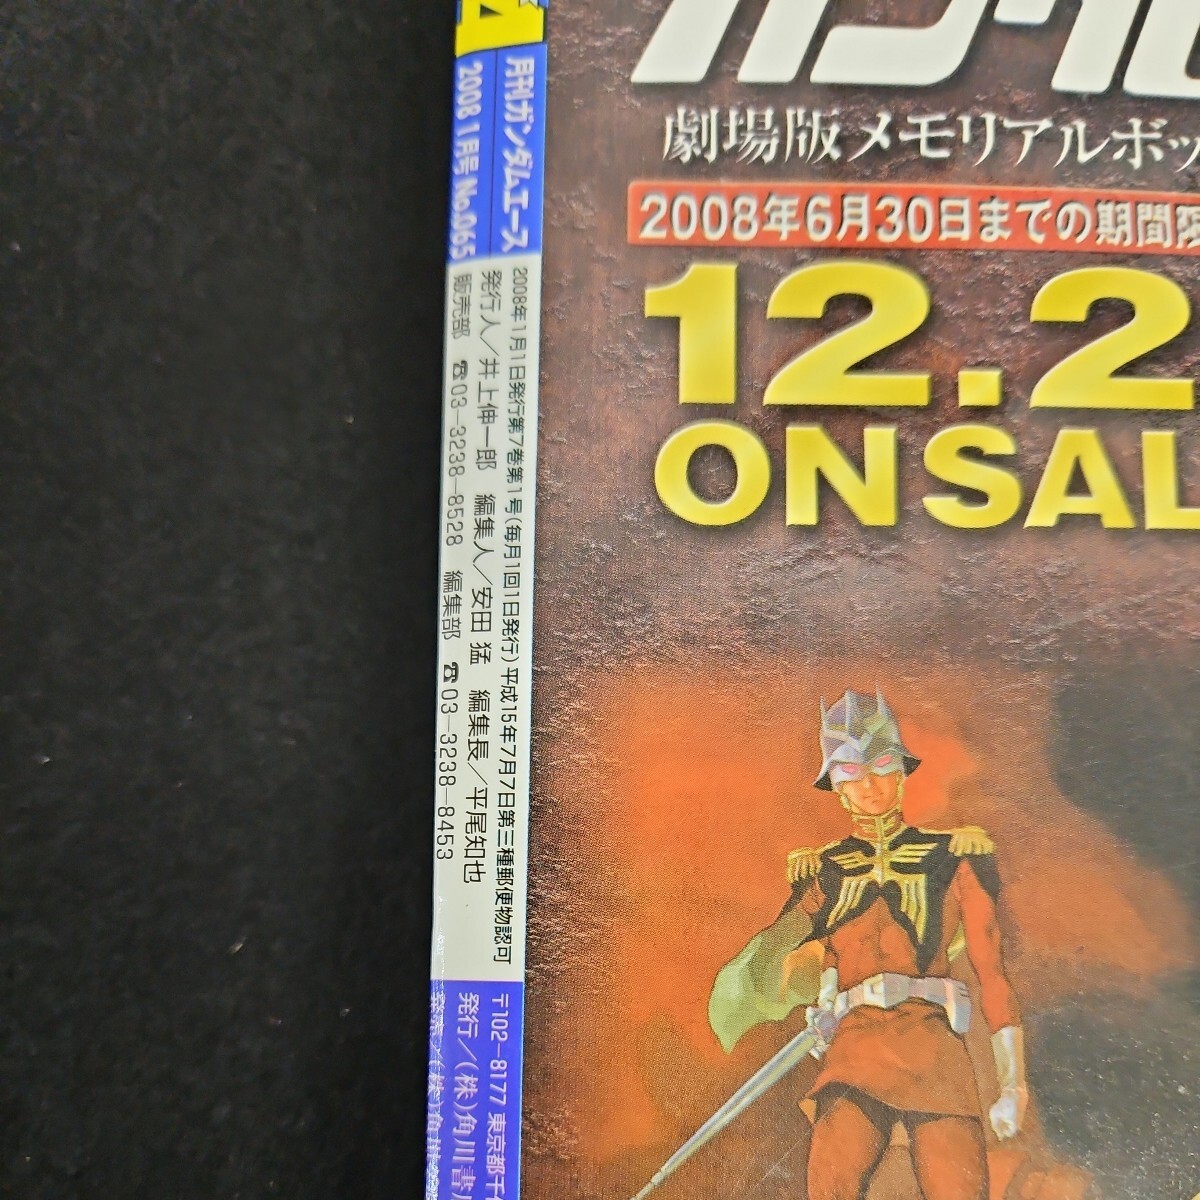 月刊ガンダムエース
2008 1月号 No.065
2008年1月1日発行第7巻第1号(毎月1回1日発行)平成15年7月7日第三種郵便物認可
発行人/井上伸一郎 編集人/安田 猛 編集長/平尾知也
販売部 ☎03-3238-8528 編集部 ☎03-3238-8453
〒102-8177 東京都千
発行/(株)角川書
劇場版メモリアルボッ
2008年6月30日までの期間限
12.2
ON SAL